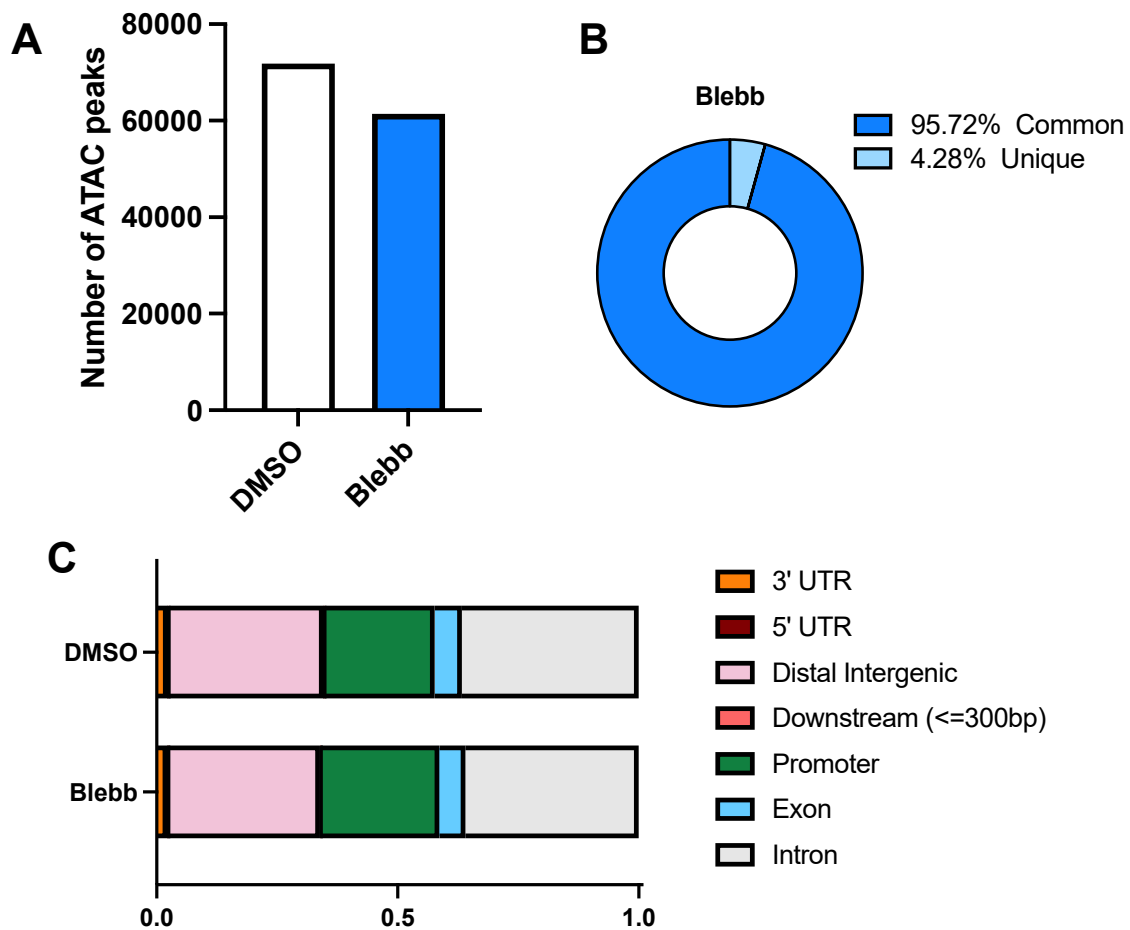 A
Number of ATAC peaks
80000
60000
40000
20000
0
DMSO
Blebb
B
Blebb
95.72% Common
4.28% Unique
C
DMSO
Blebb
0.0
0.5
1.0
3' UTR
5' UTR
Distal Intergenic
Downstream (<=300bp)
Promoter
Exon
Intron